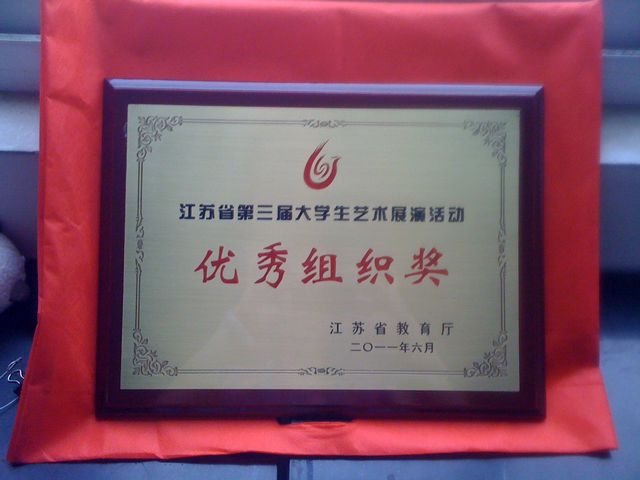 江苏省第三届大学生艺术展演活动
优秀组织奖
江苏省教育厅
二〇一一年六月